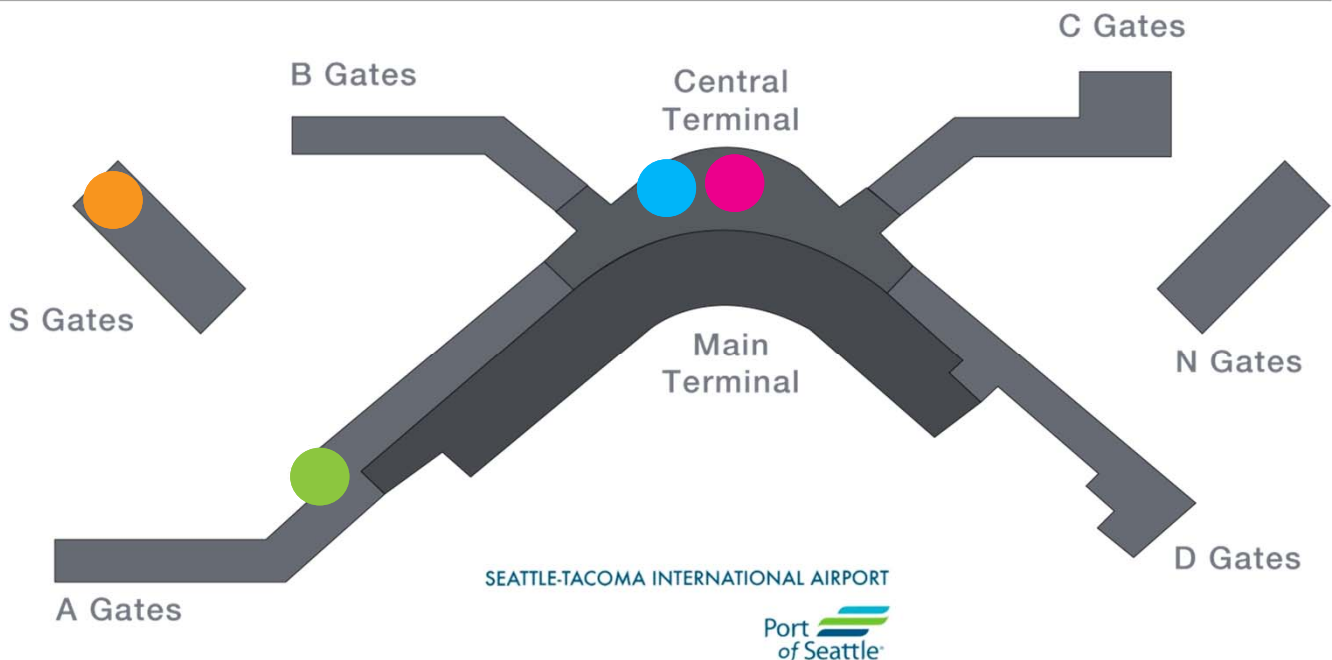 C Gates
B Gates
Central
Terminal
S Gates
Main
Terminal
N Gates
D Gates
SEATTLE-TACOMA INTERNATIONAL AIRPORT
A Gates
Port
of Seattle